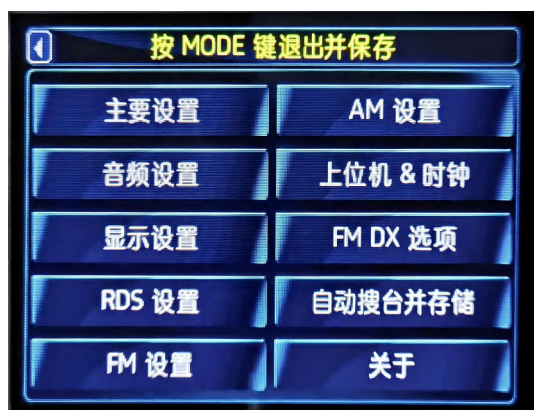 按 MODE 键退出并保存
主要设置
AM 设置
音频设置
上位机 & 时钟
显示设置
FM DX 选项
RDS 设置
自动搜台并存储
FM 设置
关于